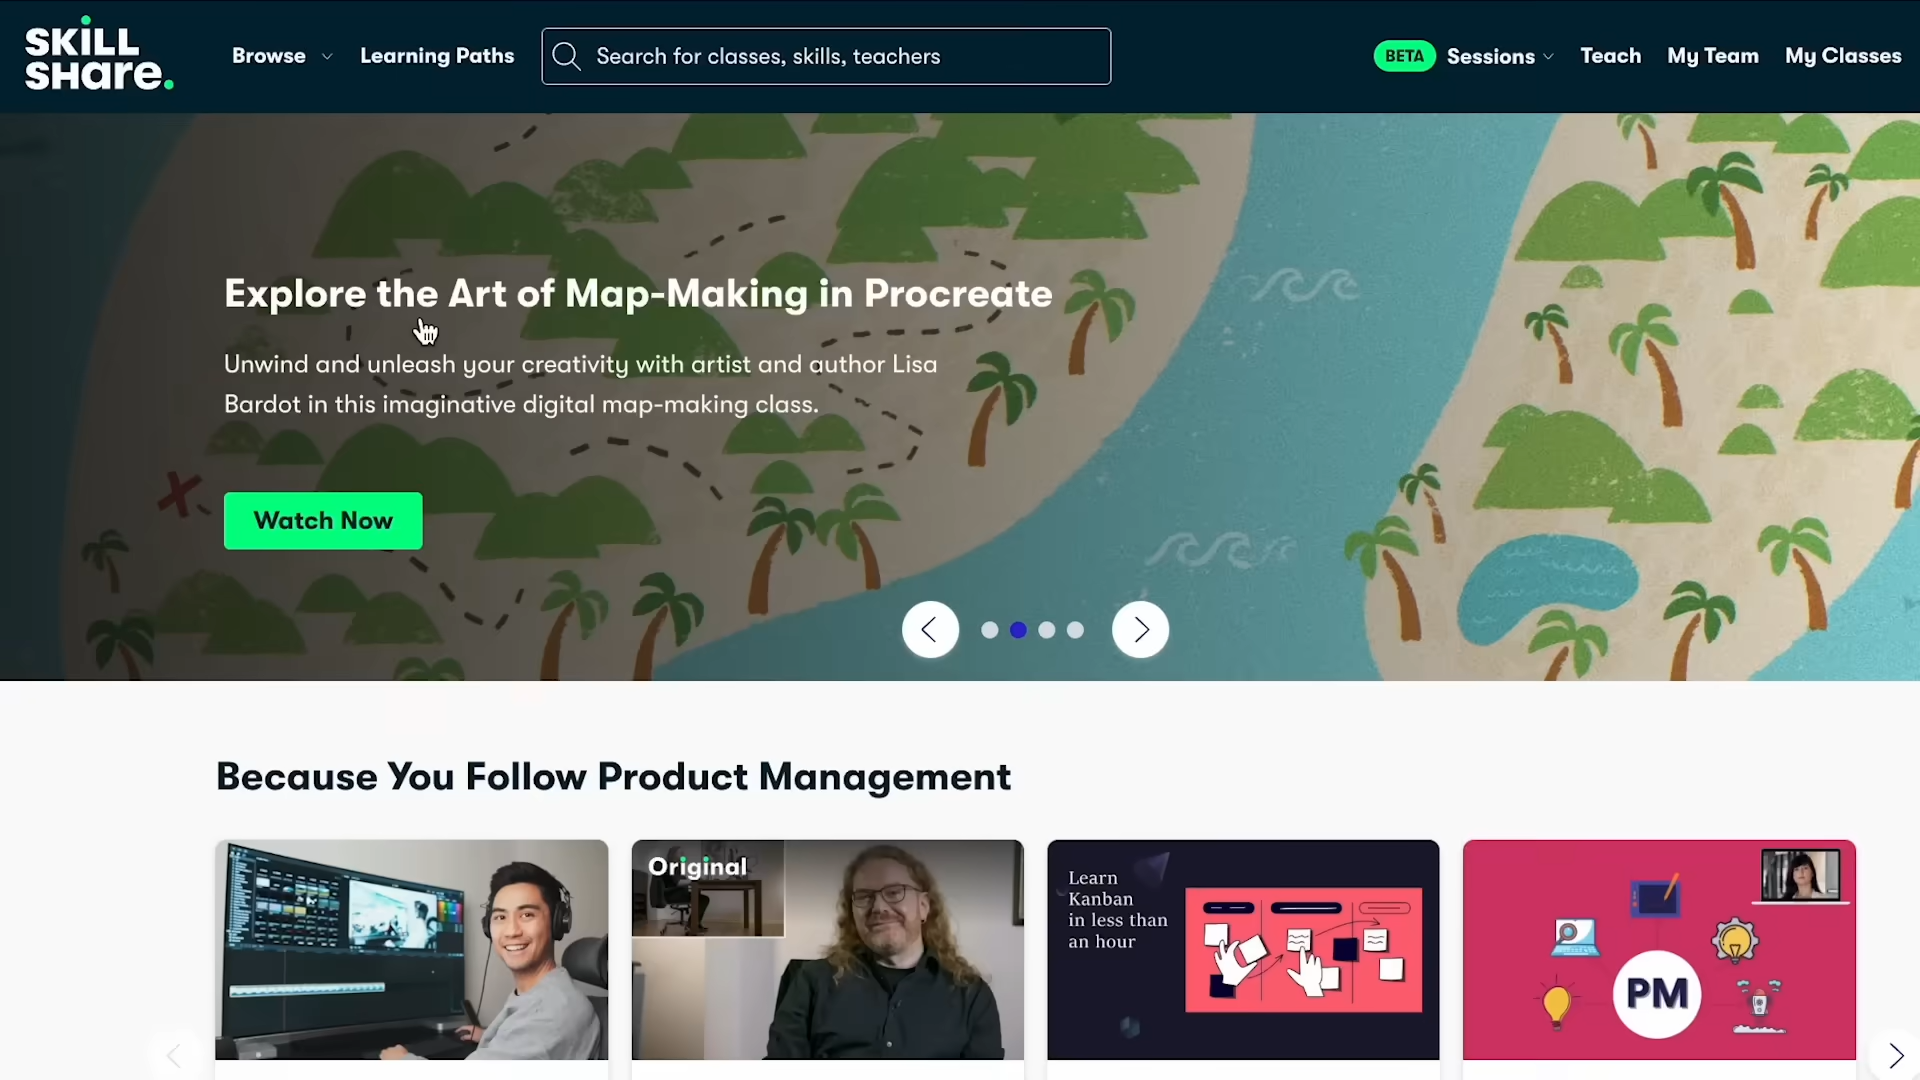 SKILL
SHare.
Browse
Learning Paths
Search for classes, skills, teachers
BETA
Sessions
Teach
My Team
My Classes
Explore the Art of Map-Making in Procreate
Unwind and unleash your creativity with artist and author Lisa
Bardot in this imaginative digital map-making class.
Watch Now
Because You Follow Product Management
Original
Learn
Kanban
in less than
an hour
PM